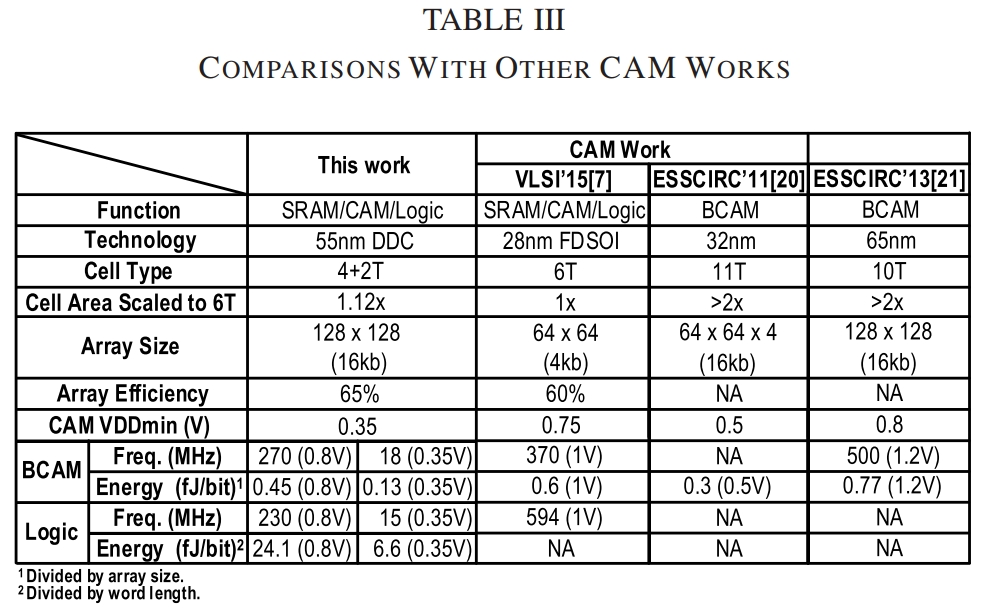 TABLE III
COMPARISONS WITH OTHER CAM WORKS
This work
CAM Work
VLSI'15[7] ESSCIRC'11[20] ESSCIRC'13[21]
Function SRAM/CAM/Logic SRAM/CAM/Logic BCAM BCAM
Technology 55nm DDC 28nm FDSOI 32nm 65nm
Cell Type 4+2T 6T 11T 10T
Cell Area Scaled to 6T 1.12x 1x >2x >2x
Array Size 128 x 128 64 x 64 64 x 64 x 4 128 x 128
(16kb) (4kb) (16kb) (16kb)
Array Efficiency 65% 60% NA NA
CAM VDDmin (V) 0.35 0.75 0.5 0.8
BCAM
Freq. (MHz) 270 (0.8V) 18 (0.35V) 370 (1V) NA 500 (1.2V)
Energy (fJ/bit)¹ 0.45 (0.8V) 0.13 (0.35V) 0.6 (1V) 0.3 (0.5V) 0.77 (1.2V)
Logic
Freq. (MHz) 230 (0.8V) 15 (0.35V) 594 (1V) NA NA
Energy (fJ/bit)² 24.1 (0.8V) 6.6 (0.35V) NA NA NA
¹Divided by array size.
²Divided by word length.